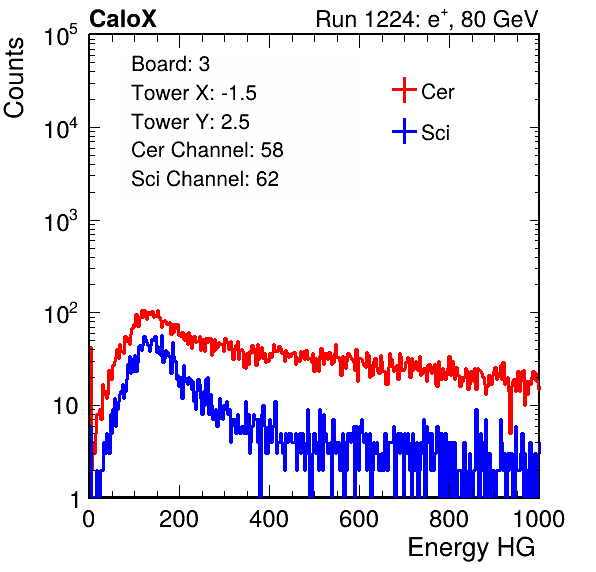 CaloX Run 1224: e⁺, 80 GeV
Counts
Board: 3
Tower X: -1.5
Tower Y: 2.5
Cer Channel: 58
Sci Channel: 62
Cer
Sci
10⁵
10⁴
10³
10²
10
1
0 200 400 600 800 1000
Energy HG